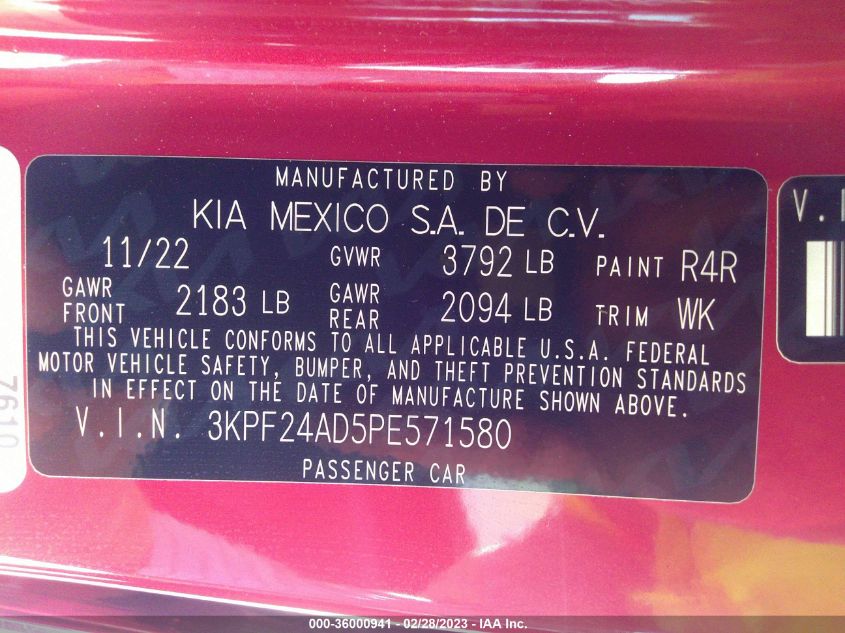 MANUFACTURED BY
KIA MEXICO S.A. DE C.V.
11/22 GVWR 3792 LB PAINT R4R
GAWR FRONT 2183 LB GAWR REAR 2094 LB TRIM WK
THIS VEHICLE CONFORMS TO ALL APPLICABLE U.S.A. FEDERAL
MOTOR VEHICLE SAFETY, BUMPER, AND THEFT PREVENTION STANDARDS
IN EFFECT ON THE DATE OF MANUFACTURE SHOWN ABOVE.
V.I.N. 3KPF24AD5PE571580
PASSENGER CAR
V.I
7610
000-36000941 - 02/28/2023 - IAA Inc.